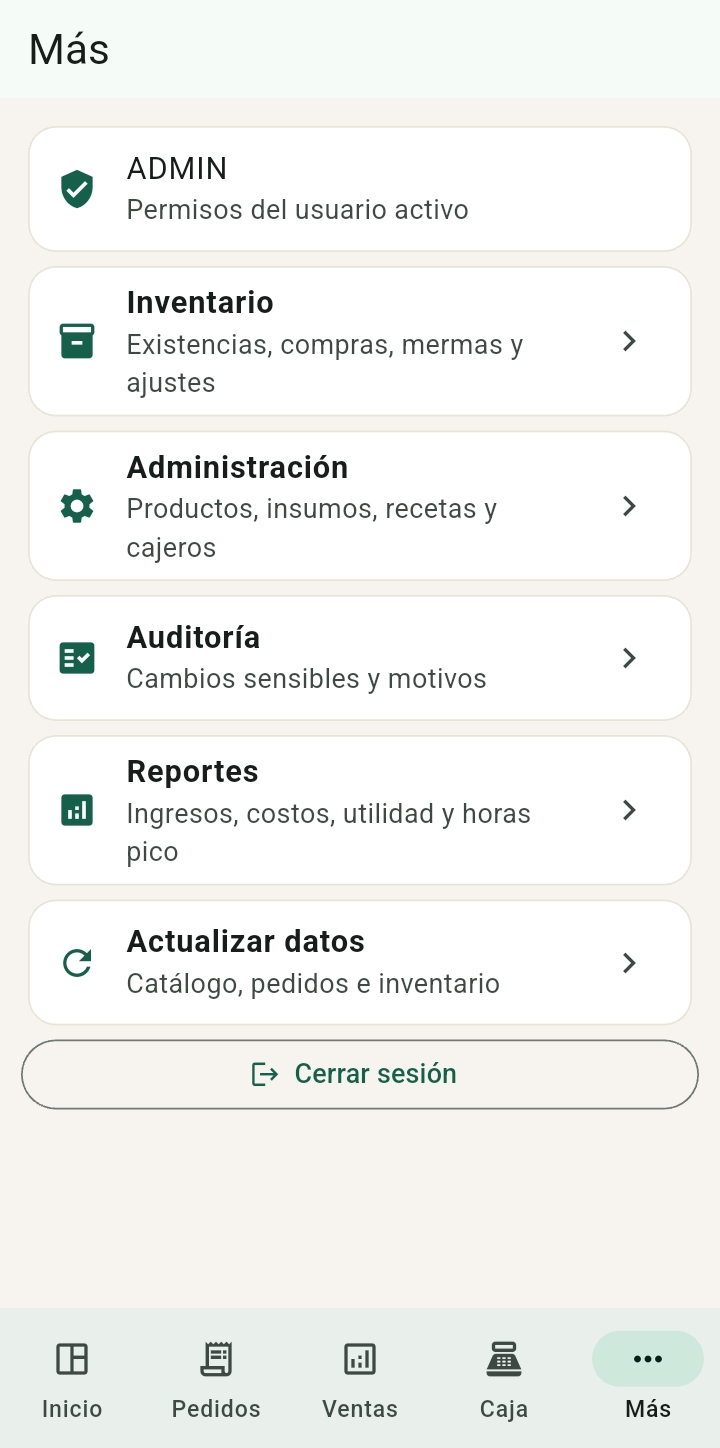 Más
ADMIN
Permisos del usuario activo
Inventario
Existencias, compras, mermas y
ajustes
Administración
Productos, insumos, recetas y
cajeros
Auditoría
Cambios sensibles y motivos
Reportes
Ingresos, costos, utilidad y horas
pico
Actualizar datos
Catálogo, pedidos e inventario
Cerrar sesión
Inicio
Pedidos
Ventas
Caja
Más